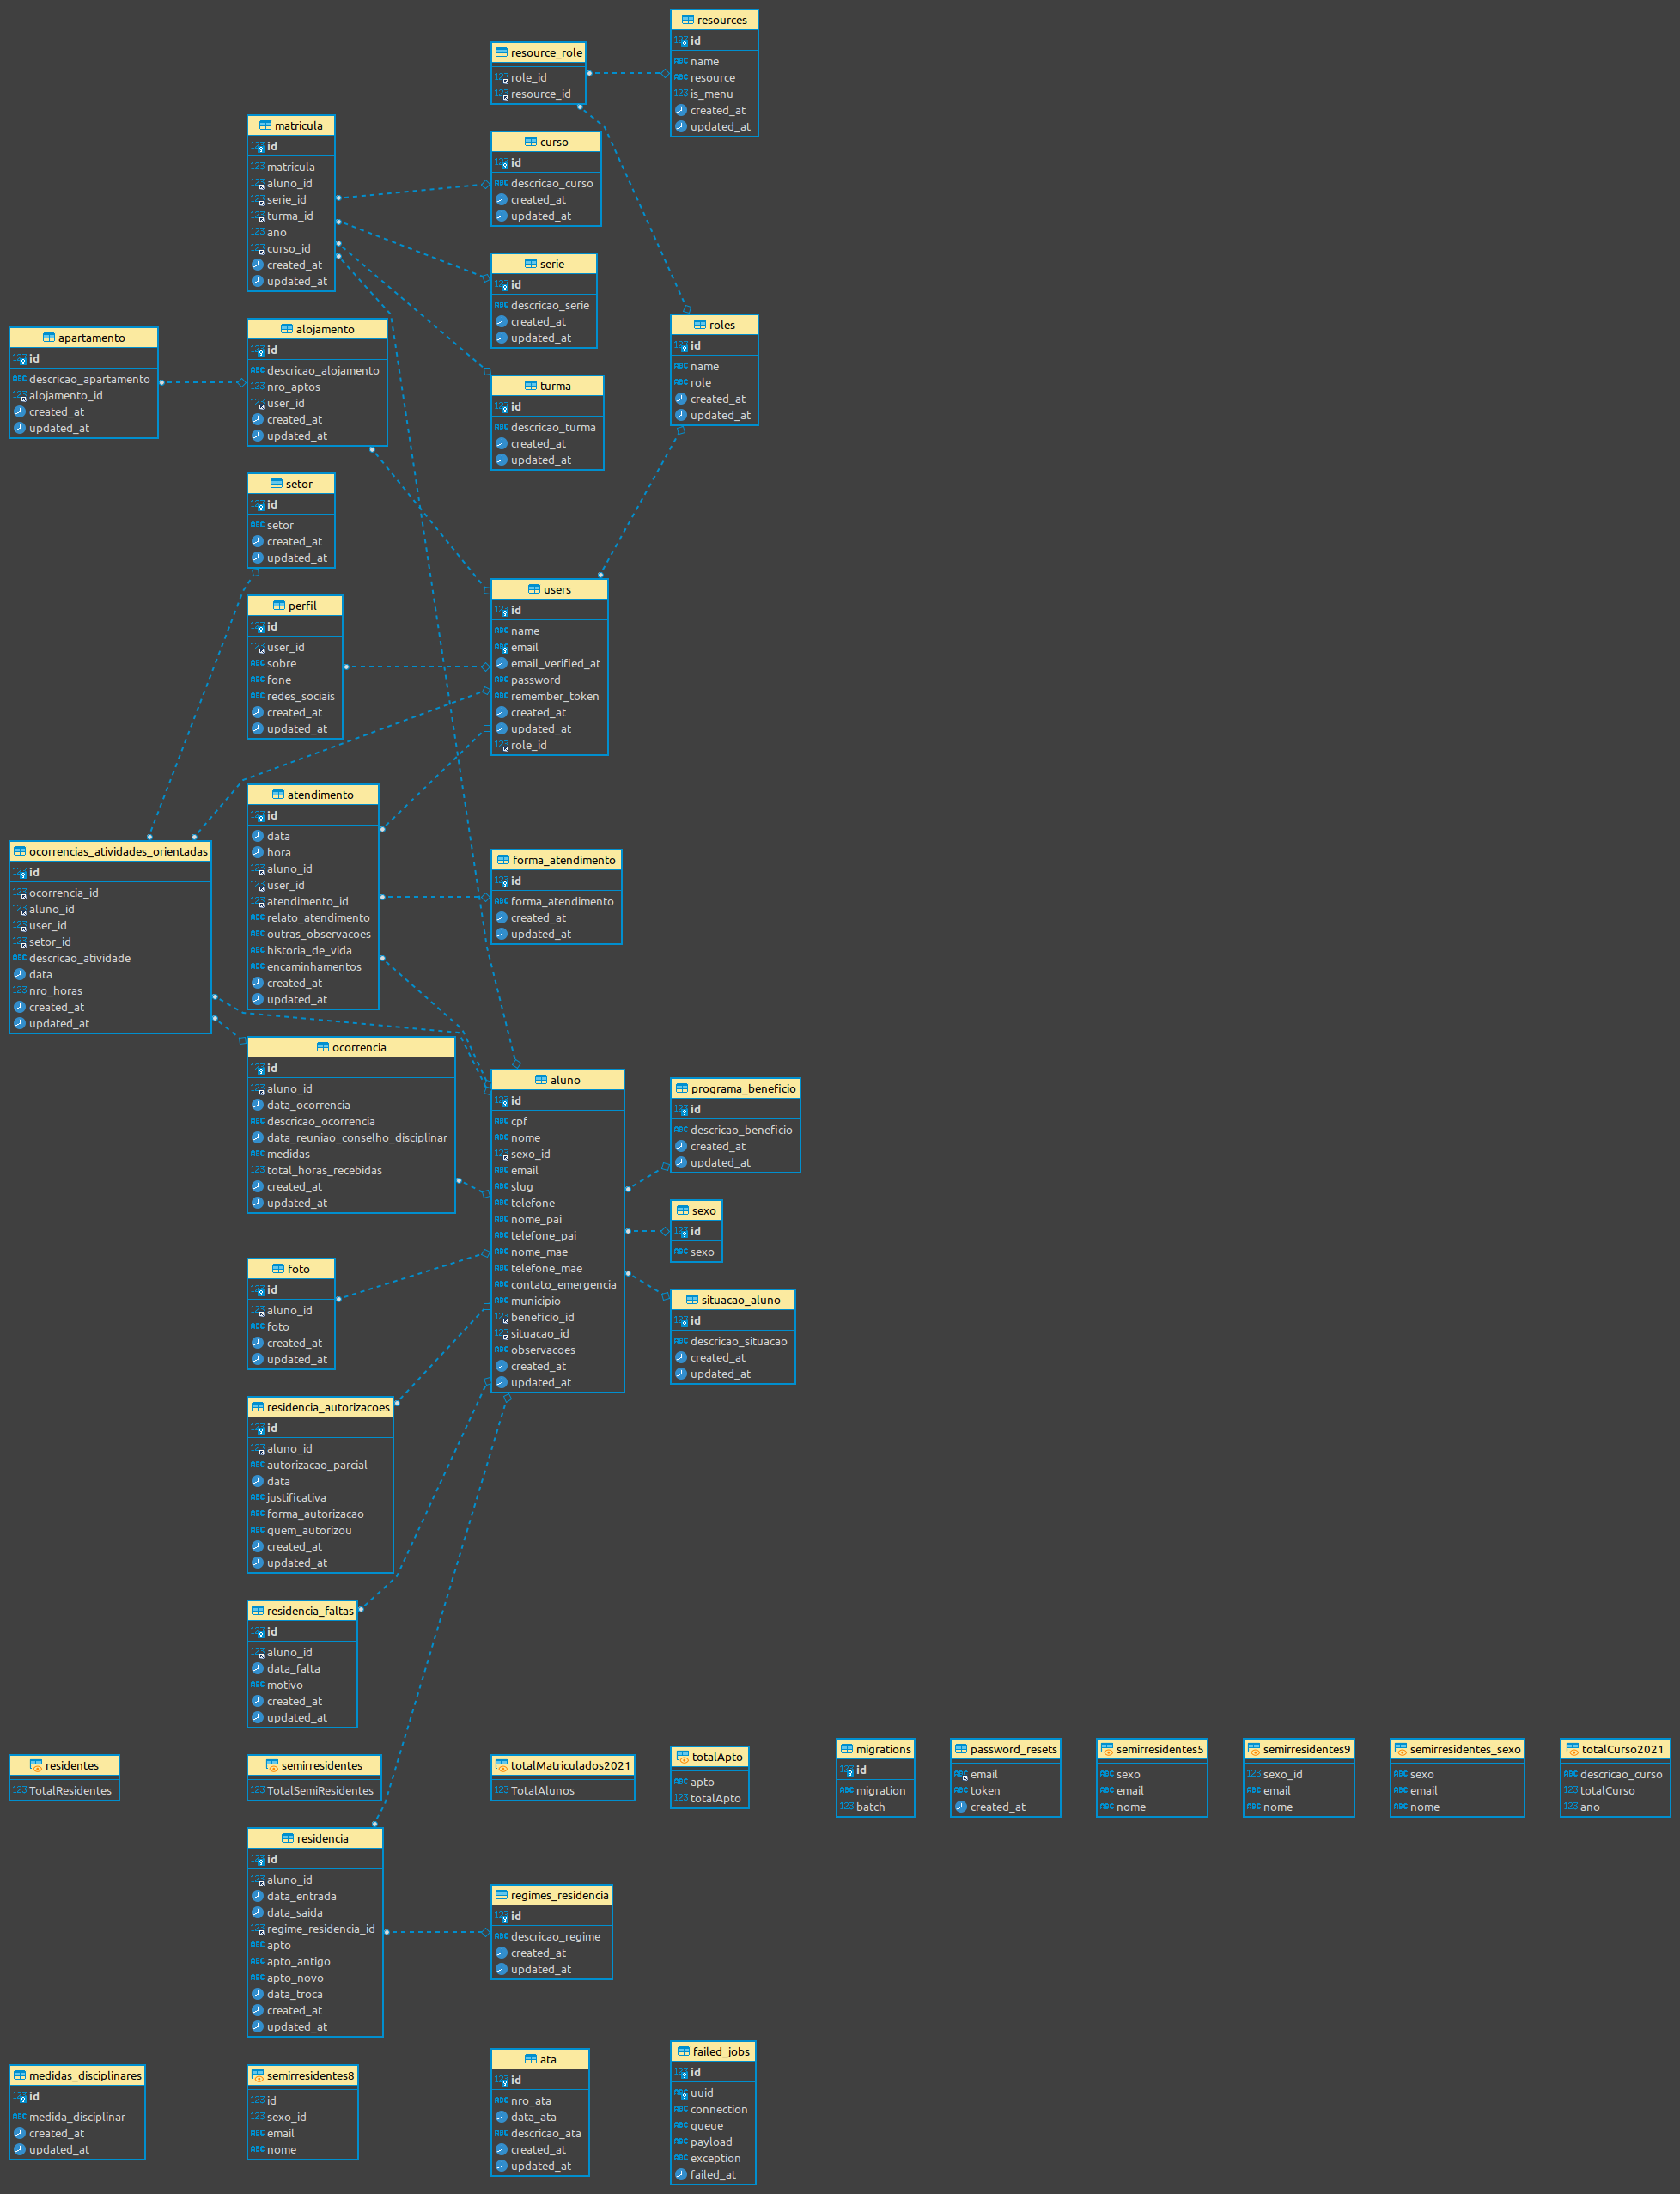 resources
id
name
resource
is_menu
created_at
updated_at
resource_role
role_id
resource_id
matricula
id
matricula
aluno_id
serie_id
turma_id
ano
curso_id
created_at
updated_at
curso
id
descricao_curso
created_at
updated_at
serie
id
descricao_serie
created_at
updated_at
roles
id
name
role
created_at
updated_at
apartamento
id
descricao_apartamento
alojamento_id
created_at
updated_at
alojamento
id
descricao_alojamento
nro_aptos
user_id
created_at
updated_at
turma
id
descricao_turma
created_at
updated_at
setor
id
setor
created_at
updated_at
perfil
id
user_id
sobre
fone
redes_sociais
created_at
updated_at
users
id
name
email
email_verified_at
password
remember_token
created_at
updated_at
role_id
atendimento
id
data
hora
aluno_id
user_id
atendimento_id
relato_atendimento
outras_observacoes
historia_de_vida
encaminhamentos
created_at
updated_at
ocorrencias_atividades_orientadas
id
ocorrencia_id
aluno_id
user_id
setor_id
descricao_atividade
data
nro_horas
created_at
updated_at
forma_atendimento
id
forma_atendimento
created_at
updated_at
ocorrencia
id
aluno_id
data_ocorrencia
descricao_ocorrencia
data_reuniao_conselho_disciplinar
medidas
total_horas_recebidas
created_at
updated_at
aluno
id
cpf
nome
sexo_id
email
slug
telefone
nome_pai
telefone_pai
nome_mae
telefone_mae
contato_emergencia
municipio
beneficio_id
situacao_id
observacoes
created_at
updated_at
programa_beneficio
id
descricao_beneficio
created_at
updated_at
sexo
id
sexo
situacao_aluno
id
descricao_situacao
created_at
updated_at
foto
id
aluno_id
foto
created_at
updated_at
residencia_autorizacoes
id
aluno_id
autorizacao_parcial
data
justificativa
forma_autorizacao
quem_autorizou
created_at
updated_at
residencia_faltas
id
aluno_id
data_falta
motivo
created_at
updated_at
residentes
TotalResidentes
semirresidentes
TotalSemiResidentes
totalMatriculados2021
TotalAlunos
totalApto
apto
totalApto
migrations
id
migration
batch
password_resets
email
token
created_at
semirresidentes5
sexo
email
nome
semirresidentes9
sexo_id
email
nome
semirresidentes_sexo
sexo
email
nome
totalCurso2021
descricao_curso
totalCurso
ano
residencia
id
aluno_id
data_entrada
data_saida
regime_residencia_id
apto
apto_antigo
apto_novo
data_troca
created_at
updated_at
regimes_residencia
id
descricao_regime
created_at
updated_at
medidas_disciplinares
id
medida_disciplinar
created_at
updated_at
semirresidentes8
id
sexo_id
email
nome
ata
id
nro_ata
data_ata
descricao_ata
created_at
updated_at
failed_jobs
id
uuid
connection
queue
payload
exception
failed_at